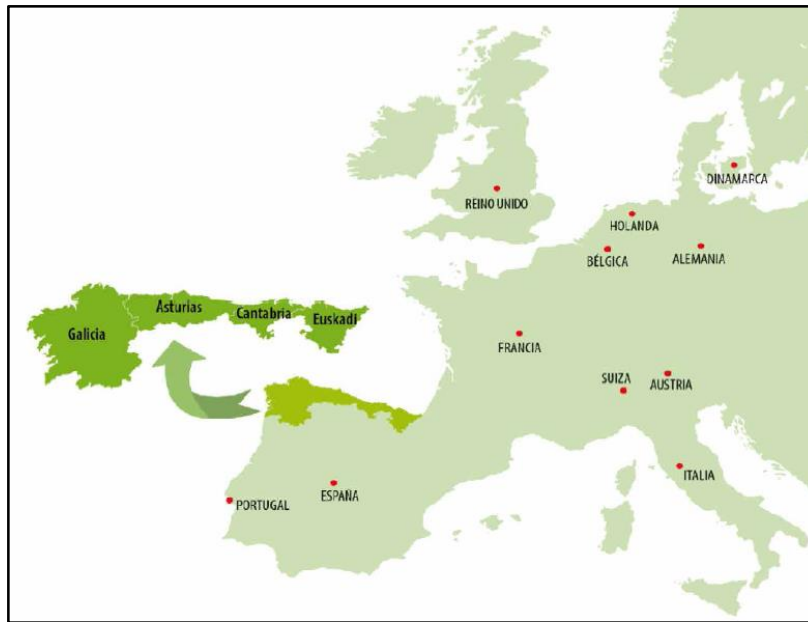 DINAMARCA
REINO UNIDO
HOLANDA
BÉLGICA
ALEMANIA
Asturias
Cantabria
Euskadi
Galicia
FRANCIA
SUIZA
AUSTRIA
ITALIA
ESPAÑA
PORTUGAL